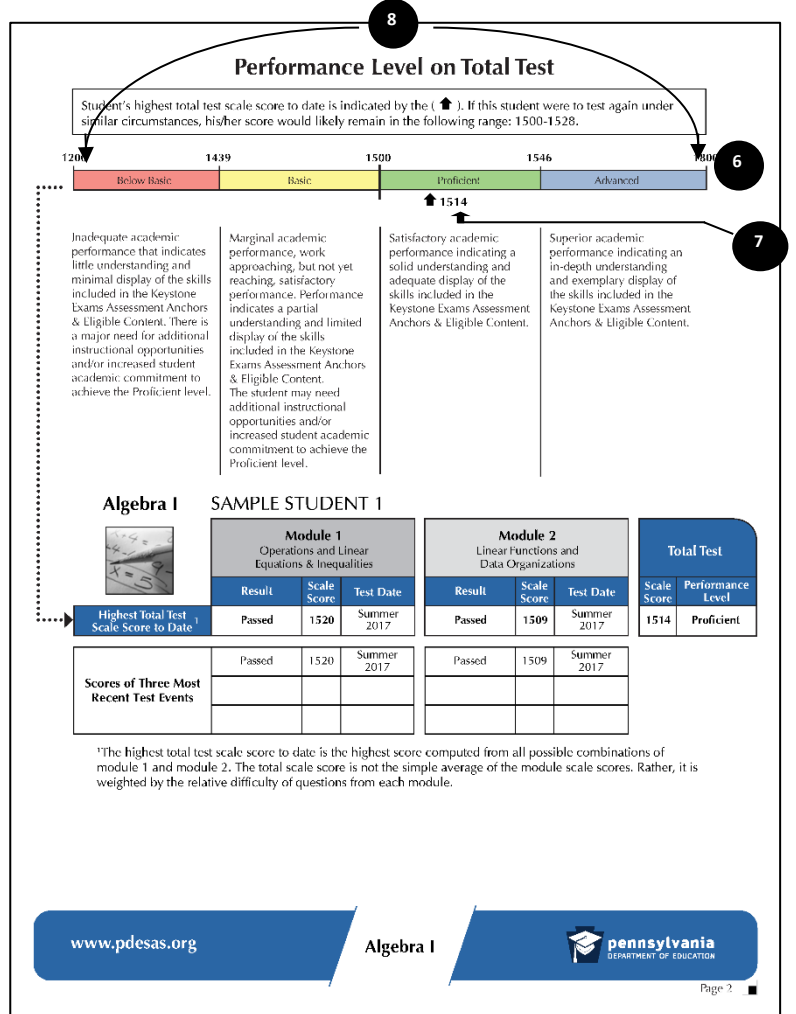 8
Performance Level on Total Test
Student's highest total test scale score to date is indicated by the ( ). If this student were to test again under
similar circumstances, his/her score would likely remain in the following range: 1500-1528.
1200 1439 1500 1546 1800
6
Below Basic Basic Proficient Advanced
1514
7
Inadequate academic
performance that indicates
little understanding and
minimal display of the skills
included in the Keystone
Exams Assessment Anchors
& Eligible Content. There is
a major need for additional
instructional opportunities
and/or increased student
academic commitment to
achieve the Proficient level.
Marginal academic
performance, work
approaching, but not yet
reaching, satisfactory
performance. Performance
indicates a partial
understanding and limited
display of the skills
included in the Keystone
Exams Assessment Anchors
& Eligible Content.
The student may need
additional instructional
opportunities and/or
increased student academic
commitment to achieve the
Proficient level.
Satisfactory academic
performance indicating a
solid understanding and
adequate display of the
skills included in the
Keystone Exams Assessment
Anchors & Eligible Content.
Superior academic
performance indicating an
in-depth understanding
and exemplary display of
the skills included in the
Keystone Exams Assessment
Anchors & Eligible Content.
Algebra I SAMPLE STUDENT 1
Module 1
Operations and Linear
Equations & Inequalities
Module 2
Linear Functions and
Data Organizations
Total Test
Result Scale Score Test Date Result Scale Score Test Date Scale Score Performance Level
Highest Total Test
Scale Score to Date 1
Passed 1520 Summer 2017 Passed 1509 Summer 2017 1514 Proficient
Scores of Three Most
Recent Test Events
Passed 1520 Summer 2017 Passed 1509 Summer 2017
¹The highest total test scale score to date is the highest score computed from all possible combinations of
module 1 and module 2. The total scale score is not the simple average of the module scale scores. Rather, it is
weighted by the relative difficulty of questions from each module.
www.pdesas.org
Algebra I
pennsylvania
DEPARTMENT OF EDUCATION
Page 2